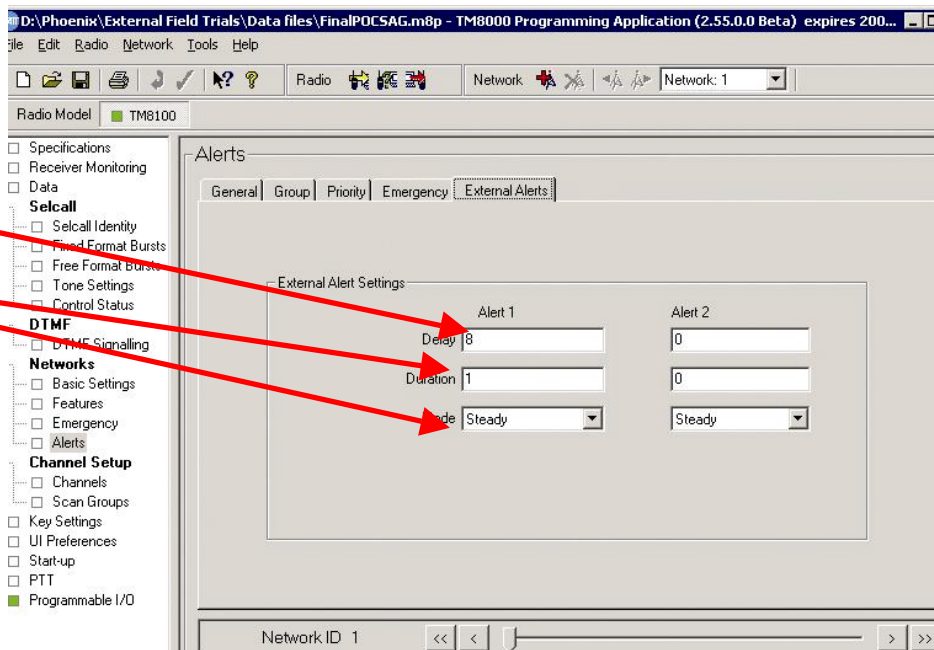 D:\Phoenix\External Field Trials\Data files\FinalPOCSAG.m8p - TM8000 Programming Application (2.55.0.0 Beta) expires 200...
File Edit Radio Network Tools Help
Radio Network Network: 1
Radio Model TM8100
Specifications
Receiver Monitoring
Data
Selcall
Selcall Identity
Fixed Format Bursts
Free Format Bursts
Tone Settings
Control Status
DTMF
DTMF Signalling
Networks
Basic Settings
Features
Emergency
Alerts
Channel Setup
Channels
Scan Groups
Key Settings
UI Preferences
Start-up
PTT
Programmable I/O
Alerts
General Group Priority Emergency External Alerts
External Alert Settings
Alert 1 Alert 2
Delay 8 0
Duration 1 0
Mode Steady Steady
Network ID 1 << < > >>